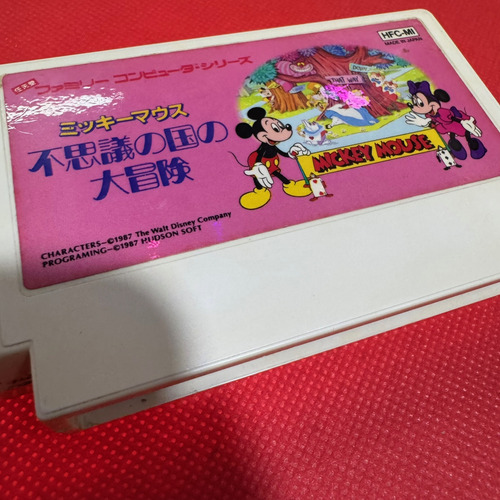 任天堂 ファミリー コンピュータ・シリーズ
HFC-MI
MADE IN JAPAN
ミッキーマウス
不思議の国の
大冒険
THAT WAY
MICKEY MOUSE
CHARACTERS–©1987 The Walt Disney Company
PROGRAMING–©1987 HUDSON SOFT